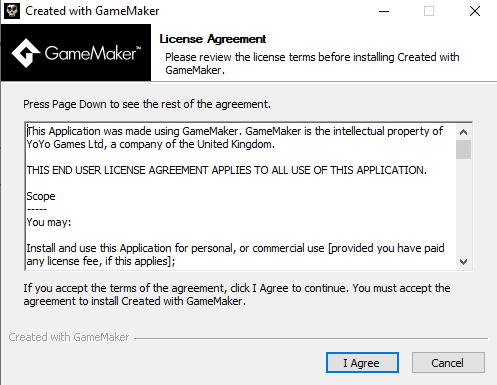 Created with GameMaker
GameMaker™
License Agreement
Please review the license terms before installing Created with
GameMaker.
Press Page Down to see the rest of the agreement.
This Application was made using GameMaker. GameMaker is the intellectual property of
YoYo Games Ltd, a company of the United Kingdom.
THIS END USER LICENSE AGREEMENT APPLIES TO ALL USE OF THIS APPLICATION.
Scope
-----
You may:
Install and use this Application for personal, or commercial use [provided you have paid
any license fee, if this applies];
If you accept the terms of the agreement, click I Agree to continue. You must accept the
agreement to install Created with GameMaker.
Created with GameMaker
I Agree
Cancel